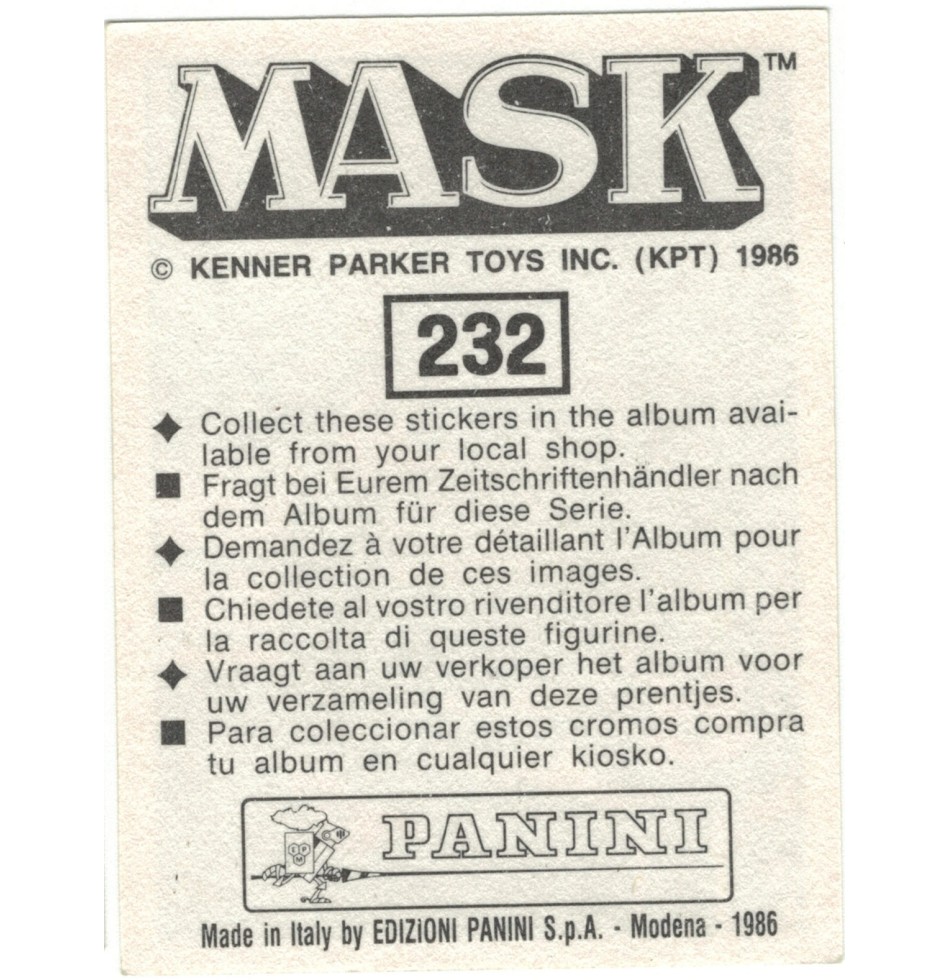 MASK™
© KENNER PARKER TOYS INC. (KPT) 1986
232
◆ Collect these stickers in the album avai-
lable from your local shop.
■ Fragt bei Eurem Zeitschriftenhändler nach
dem Album für diese Serie.
◆ Demandez à votre détaillant l'Album pour
la collection de ces images.
■ Chiedete al vostro rivenditore l'album per
la raccolta di queste figurine.
◆ Vraagt aan uw verkoper het album voor
uw verzameling van deze prentjes.
■ Para coleccionar estos cromos compra
tu album en cualquier kiosko.
EPM
PANINI
Made in Italy by EDIZIONI PANINI S.p.A. - Modena - 1986